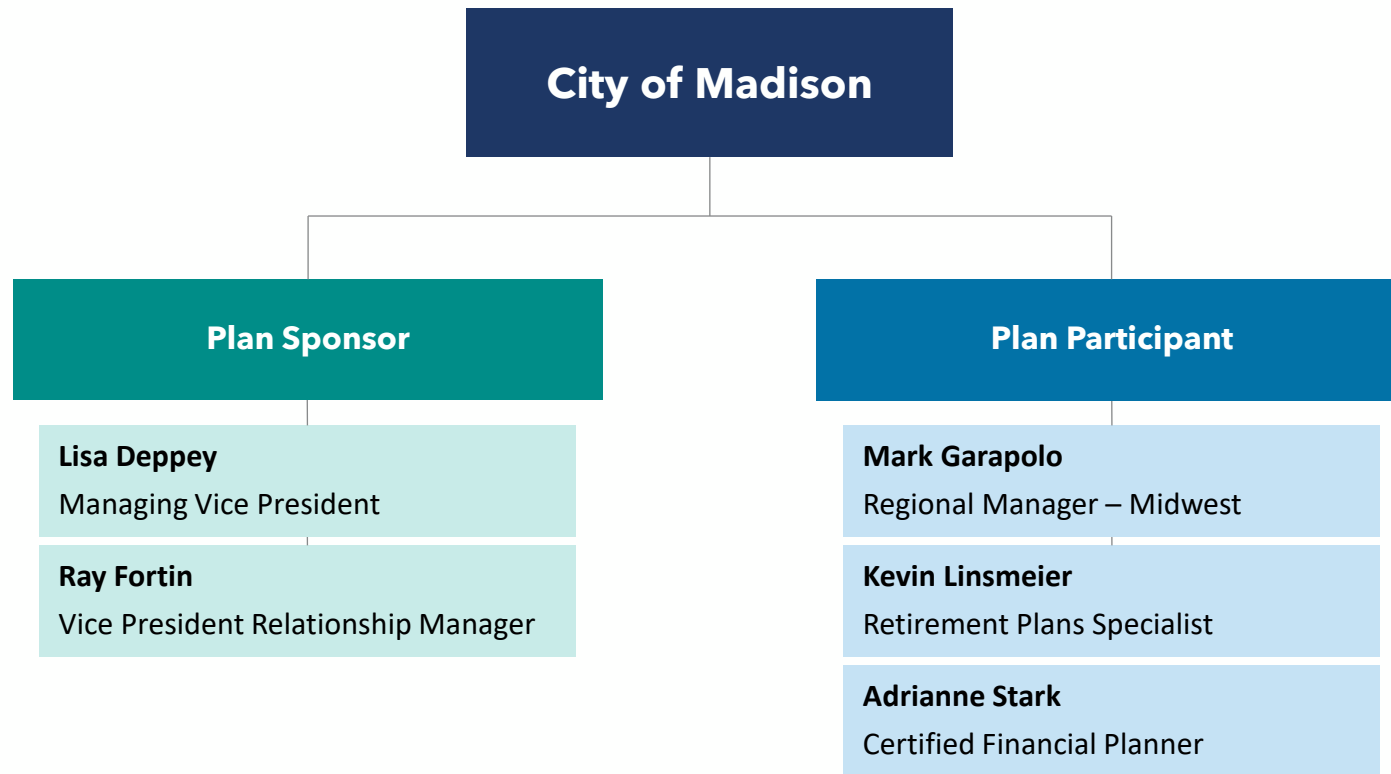 City of Madison
Plan Sponsor
Lisa Deppey
Managing Vice President
Ray Fortin
Vice President Relationship Manager
Plan Participant
Mark Garapolo
Regional Manager – Midwest
Kevin Linsmeier
Retirement Plans Specialist
Adrianne Stark
Certified Financial Planner